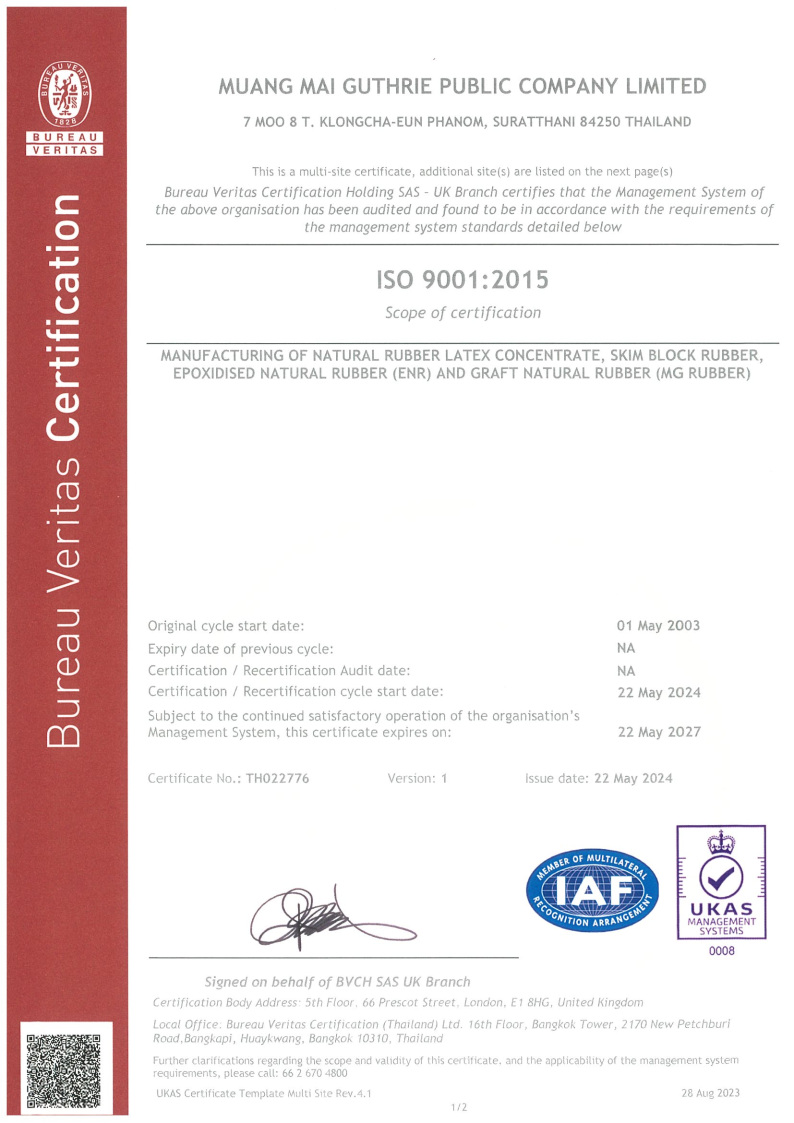 BUREAU VERITAS
1828
BUREAU
VERITAS
Bureau Veritas Certification
MUANG MAI GUTHRIE PUBLIC COMPANY LIMITED
7 MOO 8 T. KLONGCHA-EUN PHANOM, SURATTHANI 84250 THAILAND
This is a multi-site certificate, additional site(s) are listed on the next page(s)
Bureau Veritas Certification Holding SAS – UK Branch certifies that the Management System of
the above organisation has been audited and found to be in accordance with the requirements of
the management system standards detailed below
ISO 9001:2015
Scope of certification
MANUFACTURING OF NATURAL RUBBER LATEX CONCENTRATE, SKIM BLOCK RUBBER,
EPOXIDISED NATURAL RUBBER (ENR) AND GRAFT NATURAL RUBBER (MG RUBBER)
Original cycle start date: 01 May 2003
Expiry date of previous cycle: NA
Certification / Recertification Audit date: NA
Certification / Recertification cycle start date: 22 May 2024
Subject to the continued satisfactory operation of the organisation's
Management System, this certificate expires on: 22 May 2027
Certificate No.: TH022776 Version: 1 Issue date: 22 May 2024
MEMBER OF MULTILATERAL
IAF
RECOGNITION ARRANGEMENT
UKAS
MANAGEMENT
SYSTEMS
0008
Signed on behalf of BVCH SAS UK Branch
Certification Body Address: 5th Floor, 66 Prescot Street, London, E1 8HG, United Kingdom
Local Office: Bureau Veritas Certification (Thailand) Ltd. 16th Floor, Bangkok Tower, 2170 New Petchburi
Road,Bangkapi, Huaykwang, Bangkok 10310, Thailand
Further clarifications regarding the scope and validity of this certificate, and the applicability of the management system
requirements, please call: 66 2 670 4800
UKAS Certificate Template Multi Site Rev.4.1 28 Aug 2023
1/2